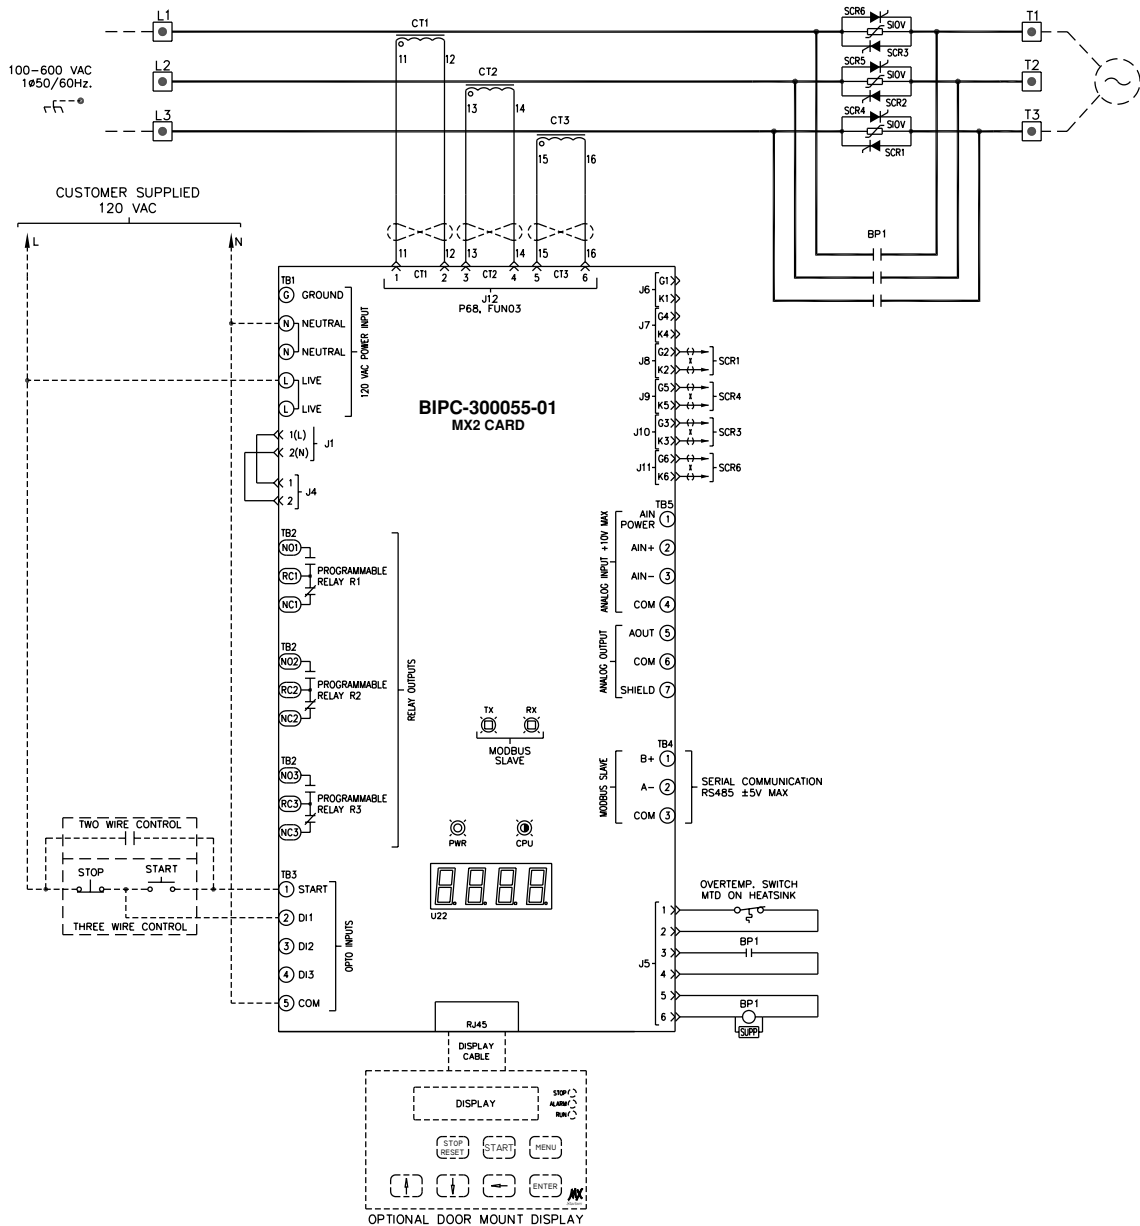 L1
CT1
SCR6
SIOV
SCR3
T1
11
12
100-600 VAC
1ø50/60Hz.
L2
CT2
SCR5
SIOV
SCR2
T2
13
14
L3
CT3
SCR4
SIOV
SCR1
T3
15
16
CUSTOMER SUPPLIED
120 VAC
L
N
BP1
11
12
13
14
15
16
1
CT1
2
3
CT2
4
5
CT3
6
J12
P68, FUN03
TB1
G GROUND
N NEUTRAL
N NEUTRAL
L LIVE
L LIVE
120 VAC POWER INPUT
1(L)
2(N)
J1
1
2
J4
BIPC-300055-01
MX2 CARD
J6
G1
K1
J7
G4
K4
J8
G2
K2
x
SCR1
J9
G5
K5
x
SCR4
J10
G3
K3
x
SCR3
J11
G6
K6
x
SCR6
TB2
NO1
RC1
NC1
PROGRAMMABLE
RELAY R1
TB2
NO2
RC2
NC2
PROGRAMMABLE
RELAY R2
TB2
NO3
RC3
NC3
PROGRAMMABLE
RELAY R3
RELAY OUTPUTS
TB5
AIN
POWER 1
AIN+ 2
AIN- 3
COM 4
ANALOG INPUT +10V MAX
AOUT 5
COM 6
SHIELD 7
ANALOG OUTPUT
TX
RX
MODBUS
SLAVE
TB4
B+ 1
A- 2
COM 3
MODBUS SLAVE
SERIAL COMMUNICATION
RS485 ±5V MAX
PWR
CPU
8.8.8.8.
U22
TWO WIRE CONTROL
STOP
START
THREE WIRE CONTROL
TB3
1 START
2 DI1
3 DI2
4 DI3
5 COM
OPTO INPUTS
OVERTEMP. SWITCH
MTD ON HEATSINK
J5
1
2
3
BP1
4
5
6
BP1
SUPP
RJ45
DISPLAY
CABLE
DISPLAY
STOP
ALARM
RUN
STOP
RESET
START
MENU
ENTER
MX
OPTIONAL DOOR MOUNT DISPLAY